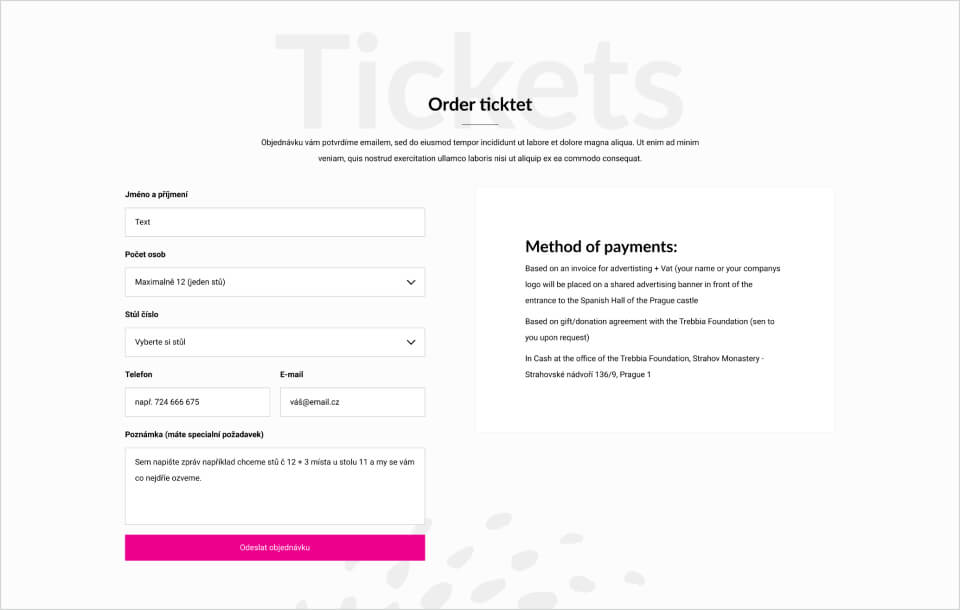 Tickets
Order ticktet
Objednávku vám potvrdíme emailem, sed do eiusmod tempor incididunt ut labore et dolore magna aliqua. Ut enim ad minim
veniam, quis nostrud exercitation ullamco laboris nisi ut aliquip ex ea commodo consequat.
Jméno a příjmení
Text
Počet osob
Maximalně 12 (jeden stů)
Stůl číslo
Vyberte si stůl
Telefon
E-mail
např. 724 666 675
váš@email.cz
Poznámka (máte specialní požadavek)
Sem napište zpráv například chceme stů č 12 + 3 místa u stolu 11 a my se vám
co nejdříe ozveme.
Odeslat objednávku
Method of payments:
Based on an invoice for advertisting + Vat (your name or your companys
logo will be placed on a shared advertising banner in front of the
entrance to the Spanish Hall of the Prague castle
Based on gift/donation agreement with the Trebbia Foundation (sen to
you upon request)
In Cash at the office of the Trebbia Foundation, Strahov Monastery -
Strahovské nádvoří 136/9, Prague 1